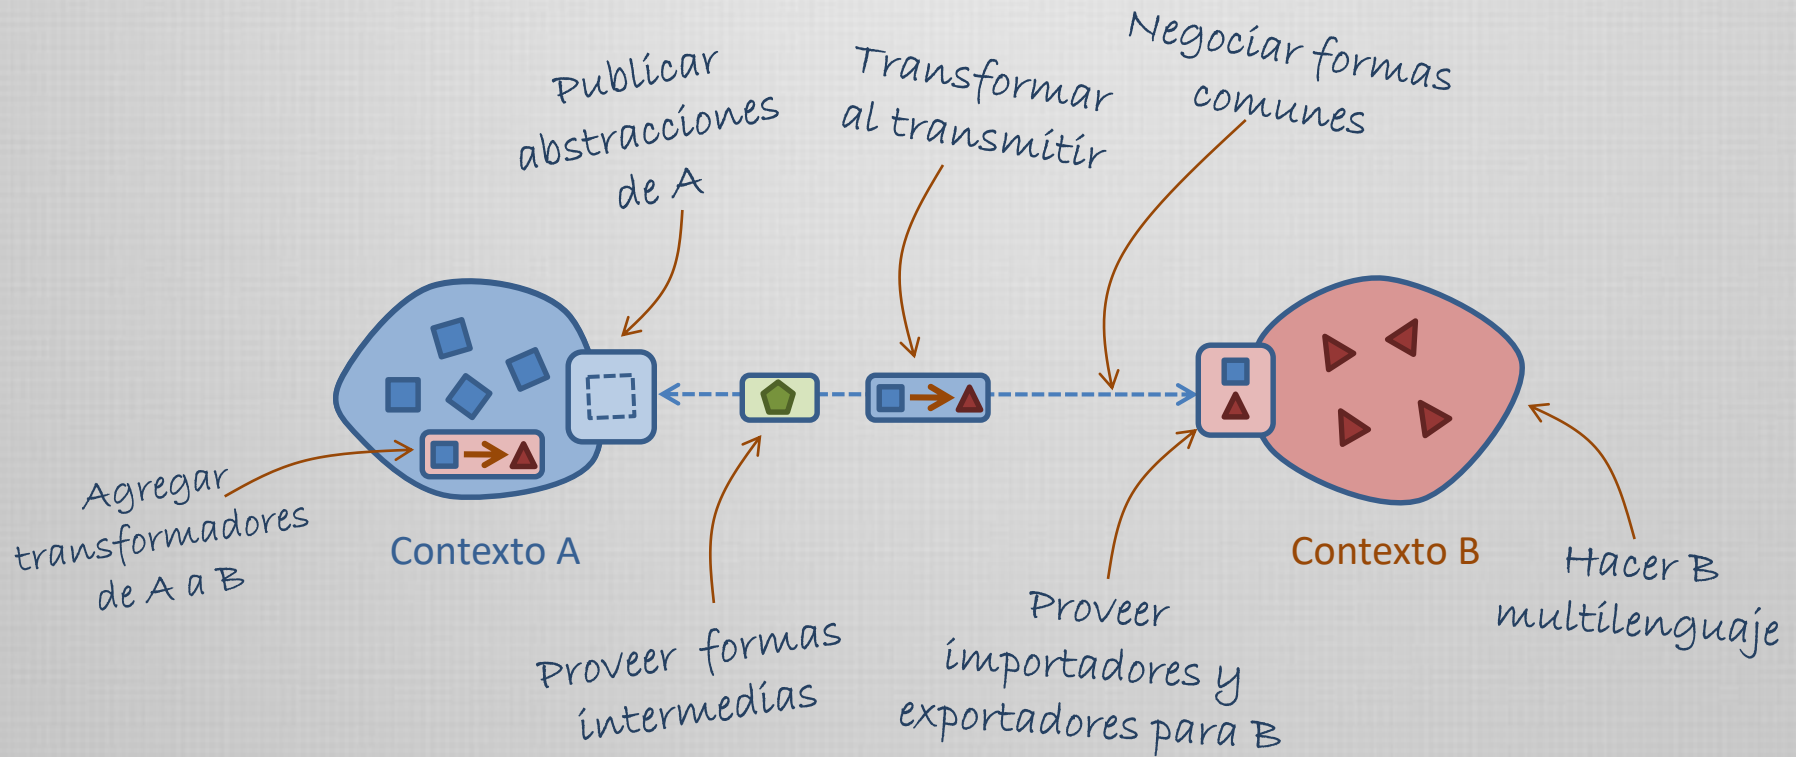 Publicar
abstracciones
de A
Transformar
al transmitir
Negociar formas
comunes
Agregar
transformadores
de A a B
Contexto A
Contexto B
Proveer formas
intermedias
Proveer
importadores y
exportadores para B
Hacer B
multilenguaje